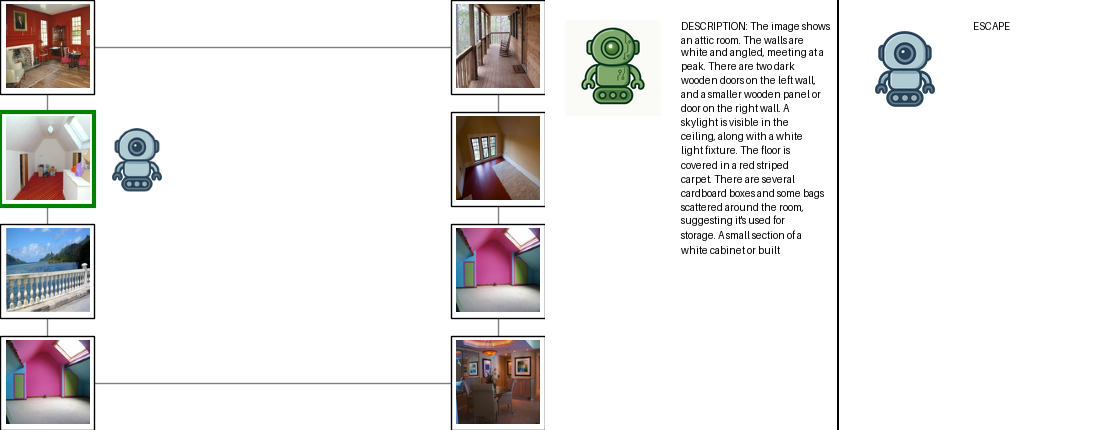 DESCRIPTION: The image shows
an attic room. The walls are
white and angled, meeting at a
peak. There are two dark
wooden doors on the left wall,
and a smaller wooden panel or
door on the right wall. A
skylight is visible in the
ceiling, along with a white
light fixture. The floor is
covered in a red striped
carpet. There are several
cardboard boxes and some bags
scattered around the room,
suggesting it's used for
storage. A small section of a
white cabinet or built
ESCAPE